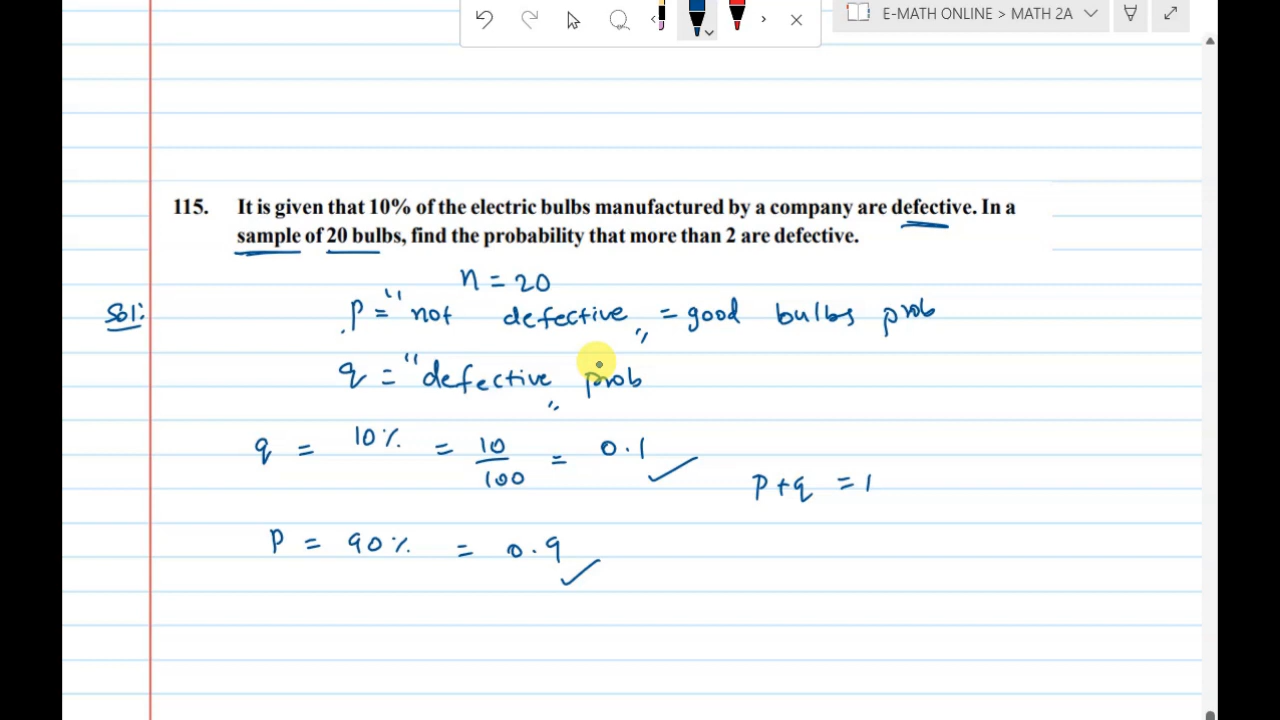 E-MATH ONLINE > MATH 2A
115. It is given that 10% of the electric bulbs manufactured by a company are defective. In a
sample of 20 bulbs, find the probability that more than 2 are defective.
n = 20
Sol: p = "not defective" = good bulbs prob
q = "defective" prob
q = 10% = 10/100 = 0.1
p + q = 1
p = 90% = 0.9